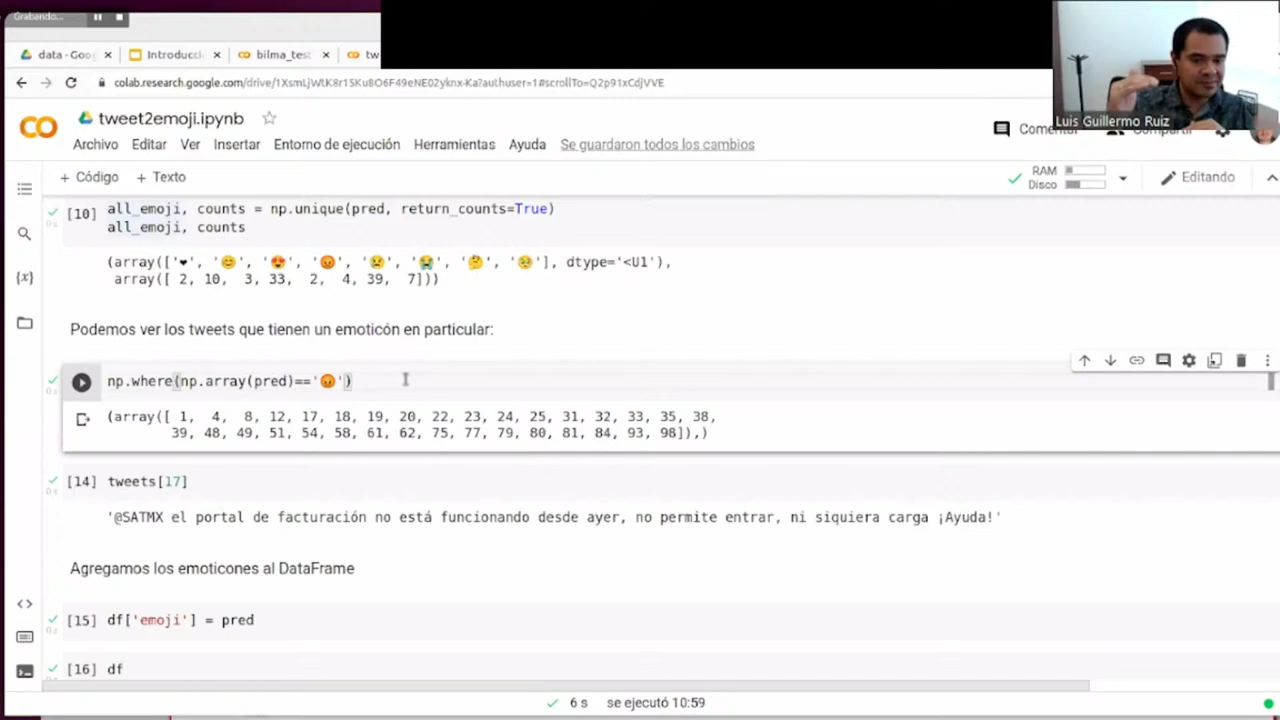 Grabando...
data - Goo
Introducci
bilma_test
tw
colab.research.google.com/drive/1XsmLjWtK8r15Ku8O6F49eNE02yknx-Ka?authuser=1#scrollTo=Q2p91xCdjVVE
Luis Guillermo Ruiz
tweet2emoji.ipynb
Comentar
Compartir
Archivo Editar Ver Insertar Entorno de ejecución Herramientas Ayuda Se guardaron todos los cambios
+ Código + Texto
RAM
Disco
Editando
[10] all_emoji, counts = np.unique(pred, return_counts=True)
all_emoji, counts
(array(['❤', '😊', '😍', '😡', '😢', '😭', '🤔', '🥺'], dtype='<U1'),
array([ 2, 10, 3, 33, 2, 4, 39, 7]))
Podemos ver los tweets que tienen un emoticón en particular:
np.where(np.array(pred)=='😡')
(array([ 1, 4, 8, 12, 17, 18, 19, 20, 22, 23, 24, 25, 31, 32, 33, 35, 38,
39, 48, 49, 51, 54, 58, 61, 62, 75, 77, 79, 80, 81, 84, 93, 98]),)
[14] tweets[17]
'@SATMX el portal de facturación no está funcionando desde ayer, no permite entrar, ni siquiera carga ¡Ayuda!'
Agregamos los emoticones al DataFrame
[15] df['emoji'] = pred
[16] df
6 s se ejecutó 10:59